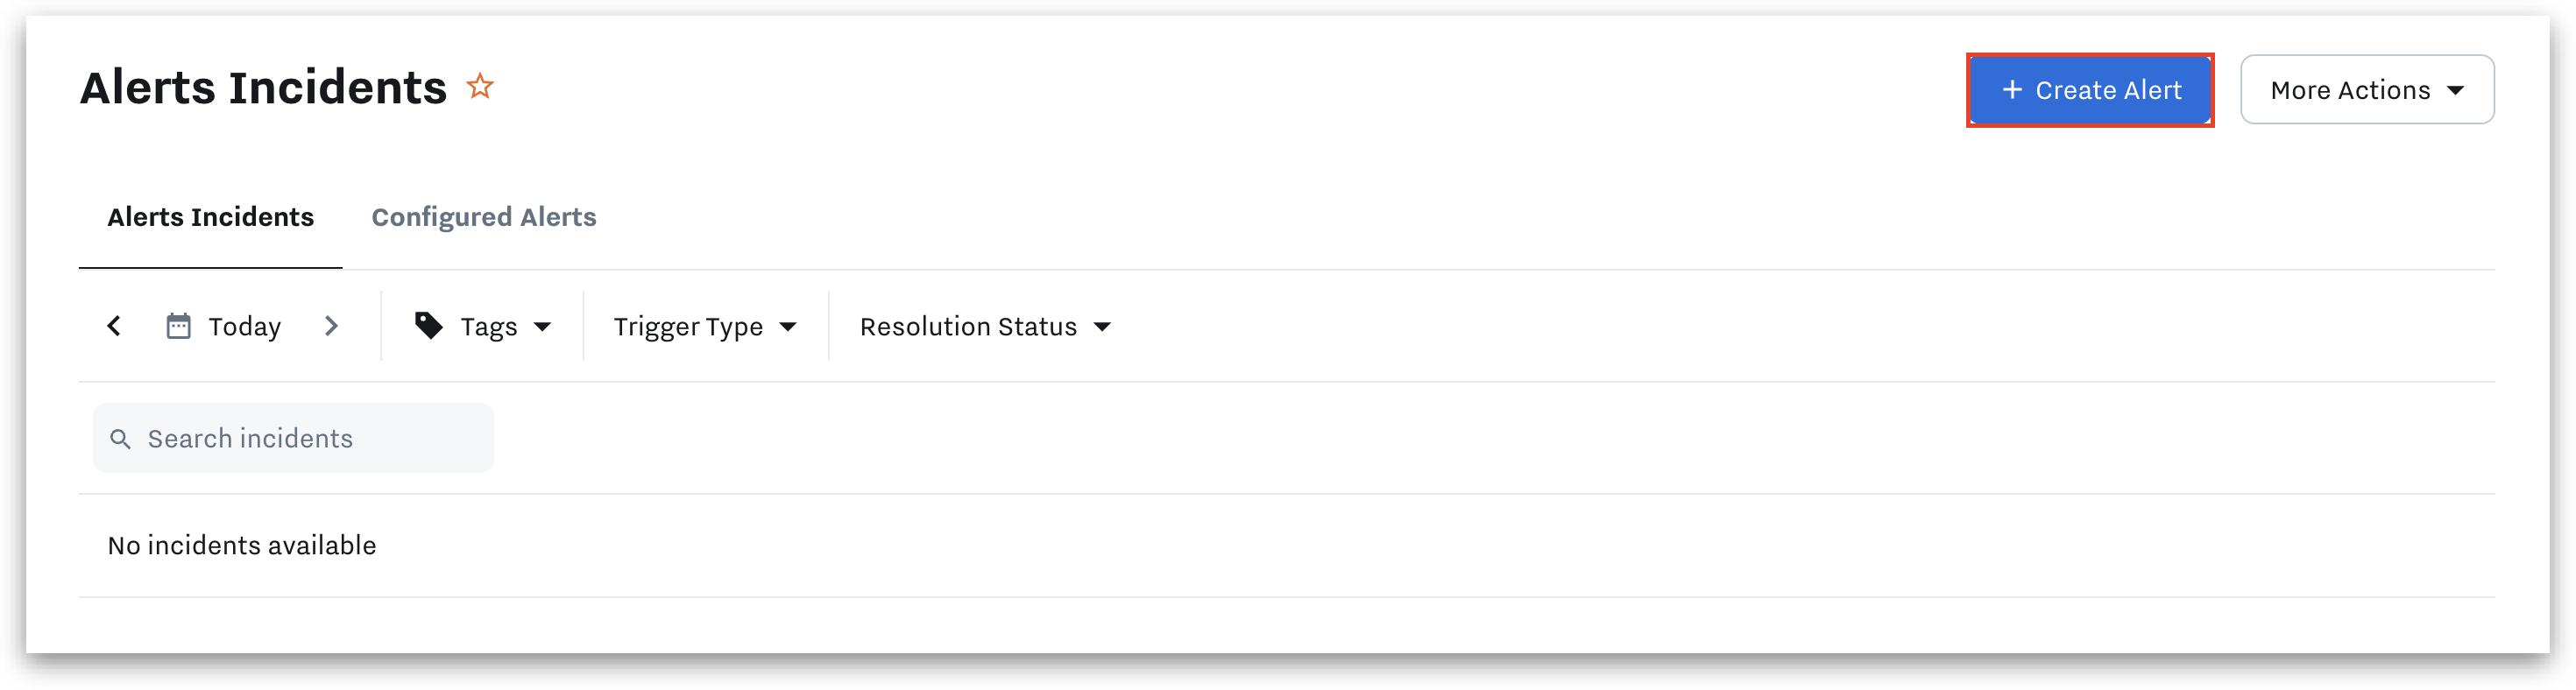 Alerts Incidents
+ Create Alert
More Actions
Alerts Incidents
Configured Alerts
Today
Tags
Trigger Type
Resolution Status
Search incidents
No incidents available